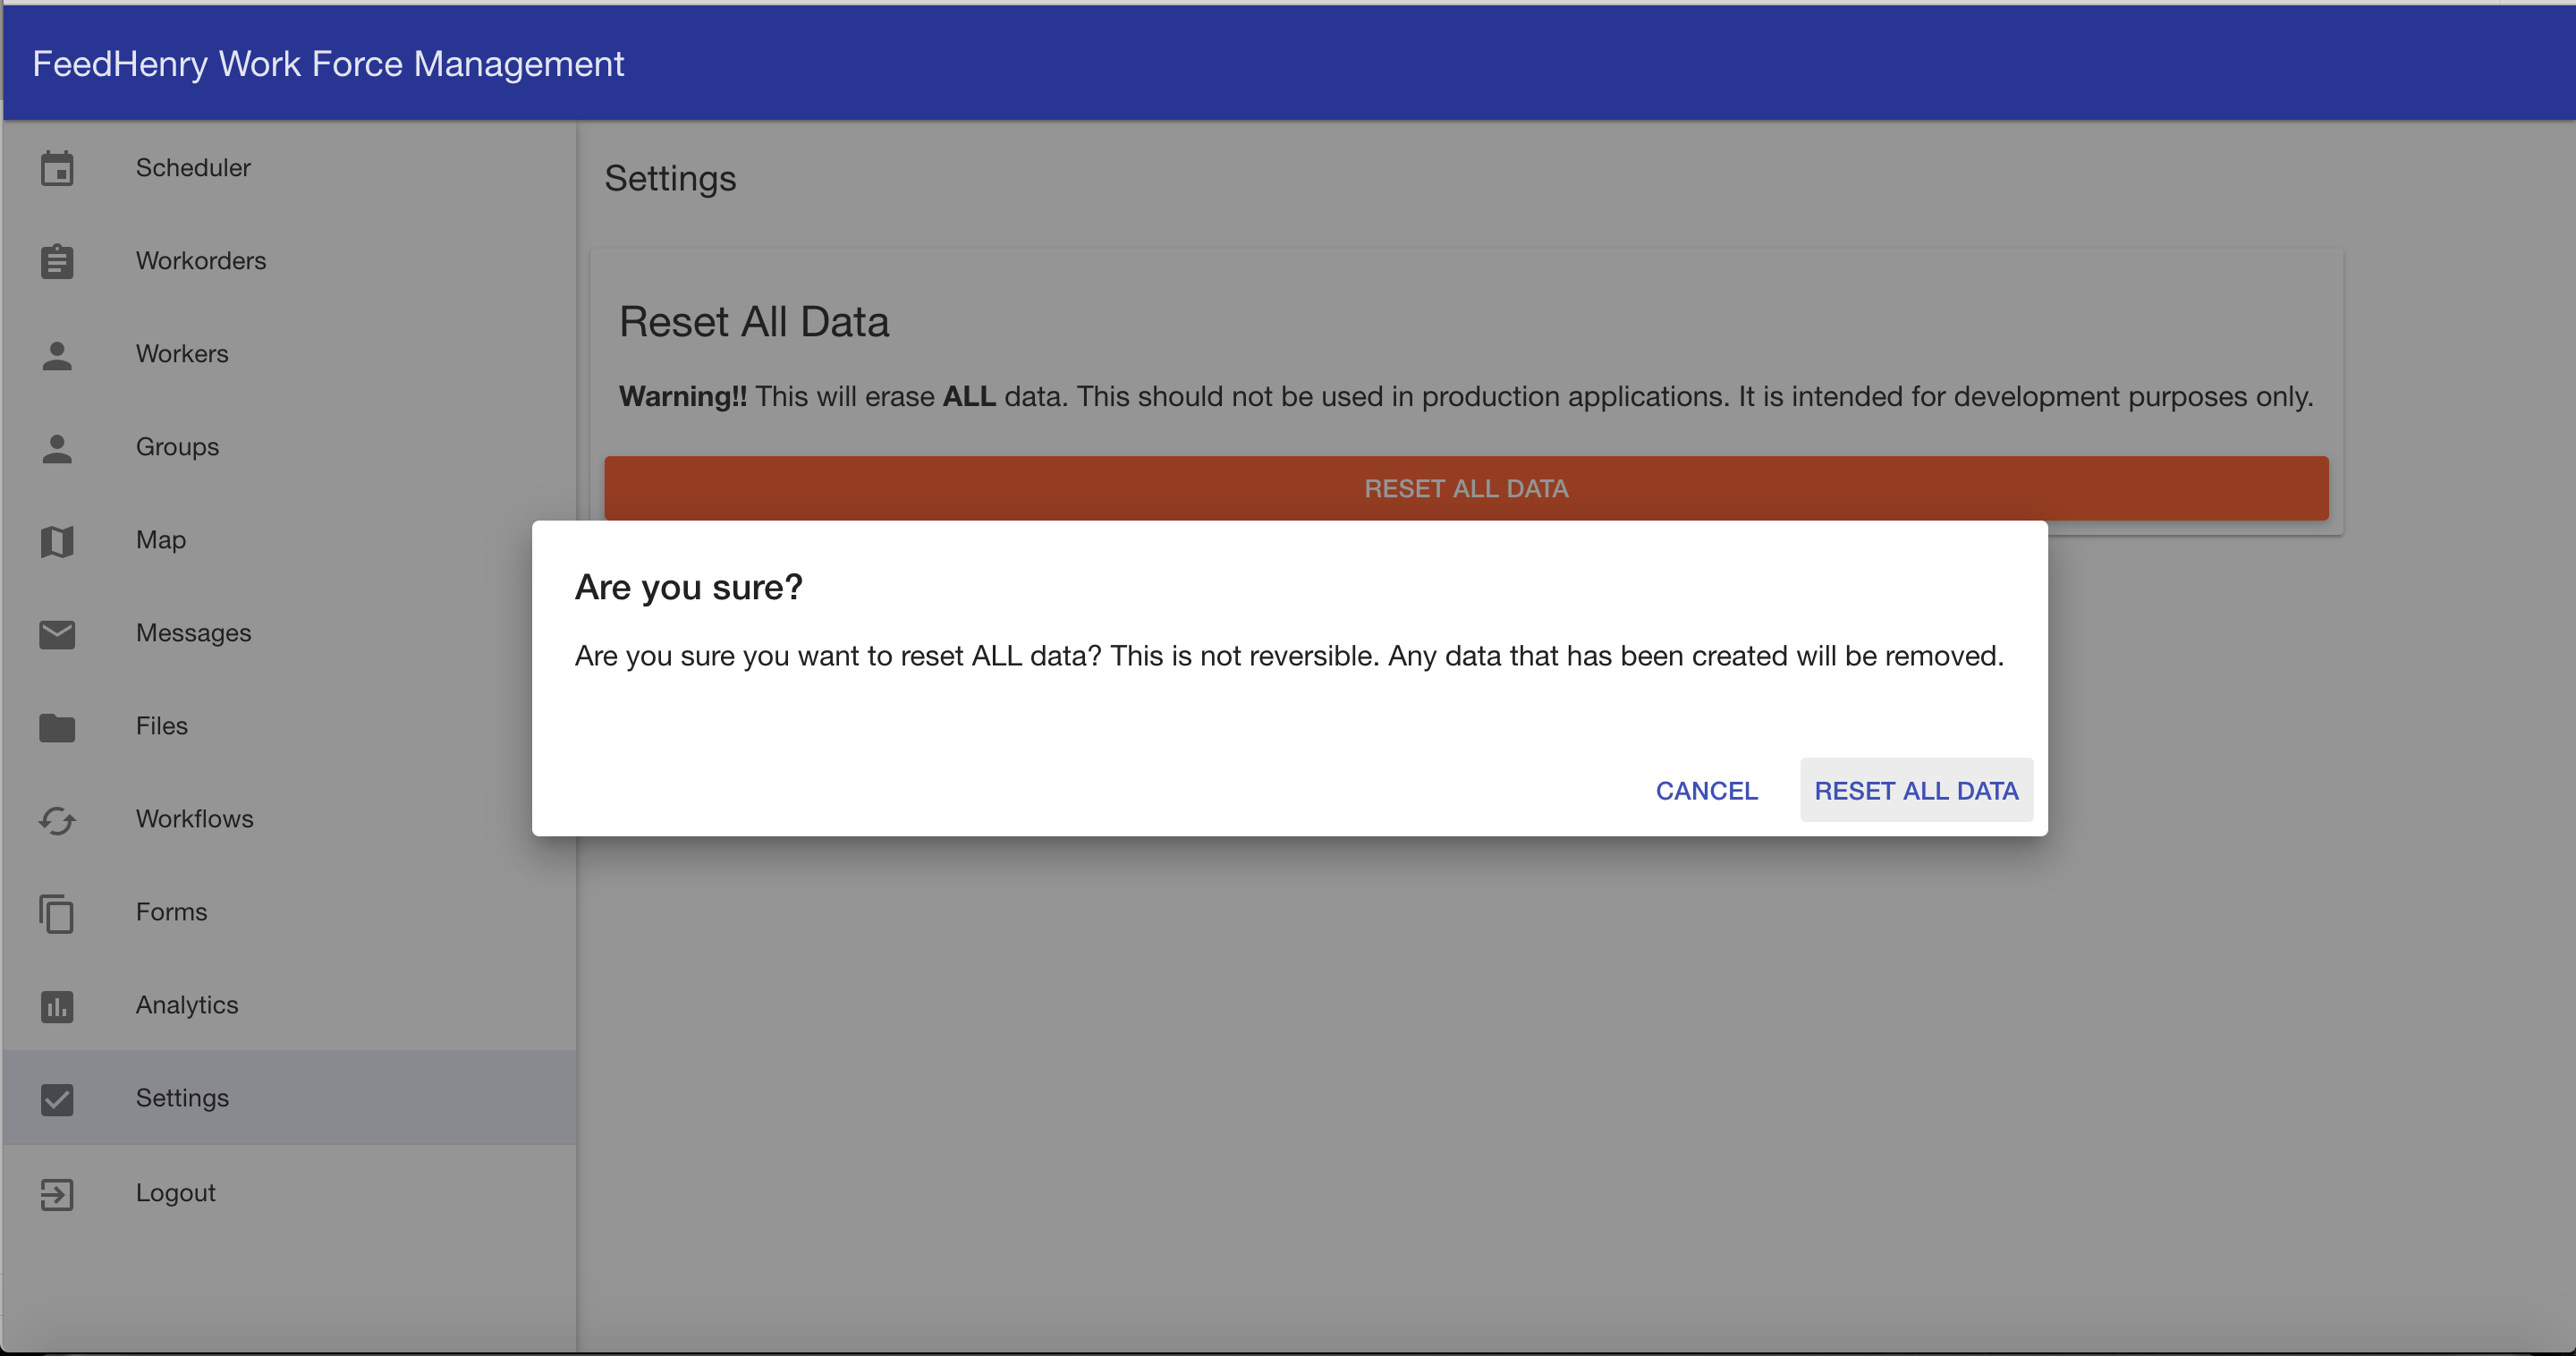 FeedHenry Work Force Management
Scheduler
Workorders
Workers
Groups
Map
Messages
Files
Workflows
Forms
Analytics
Settings
Logout
Settings
Reset All Data
Warning!! This will erase ALL data. This should not be used in production applications. It is intended for development purposes only.
RESET ALL DATA
Are you sure?
Are you sure you want to reset ALL data? This is not reversible. Any data that has been created will be removed.
CANCEL
RESET ALL DATA